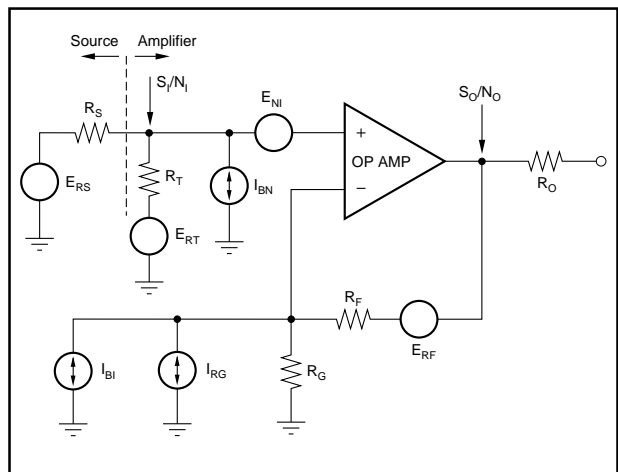 Source Amplifier
S_I/N_I
S_O/N_O
E_NI
R_S
+
OP AMP
−
R_T
I_BN
E_RS
R_O
E_RT
R_F
E_RF
I_BI
I_RG
R_G